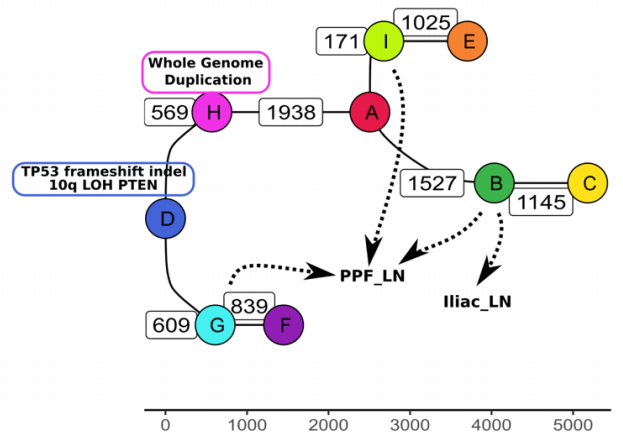 1025
171 I E
Whole Genome
Duplication
569 H 1938 A
TP53 frameshift indel
10q LOH PTEN
1527 B C
1145
D
PPF_LN
Iliac_LN
839
609 G F
0 1000 2000 3000 4000 5000